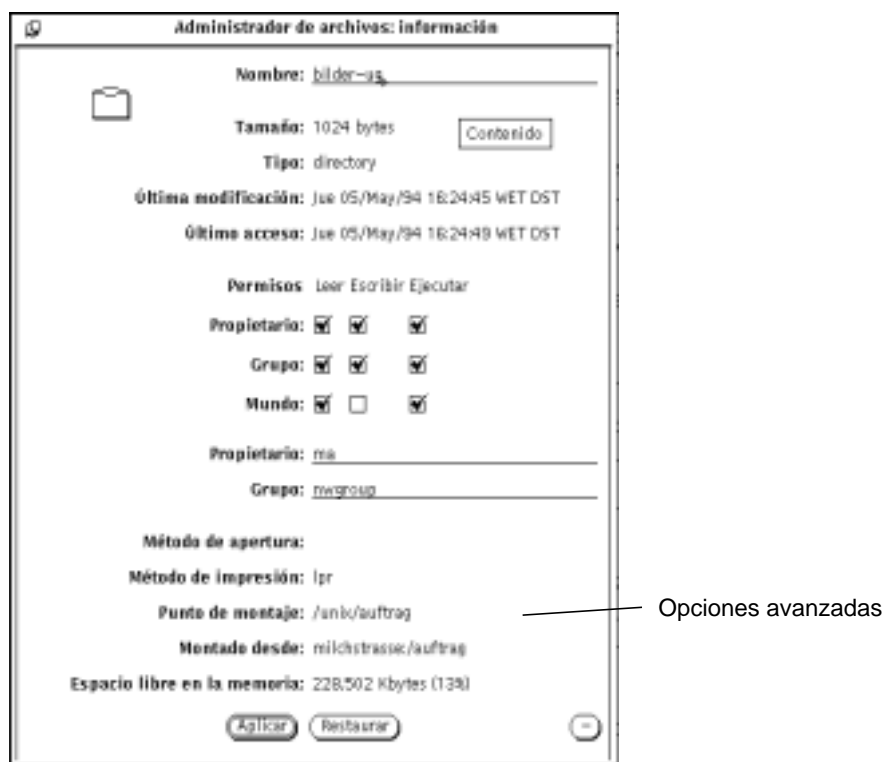 Administrador de archivos: información
Nombre: bilder-us
Tamaño: 1024 bytes
Contenido
Tipo: directory
Última modificación: Jue 05/May/94 16:24:45 WET DST
Último acceso: Jue 05/May/94 16:24:49 WET DST
Permisos Leer Escribir Ejecutar
Propietario:
Grupo:
Mundo:
Propietario: ma
Grupo: nwgroup
Método de apertura:
Método de impresión: lpr
Punto de montaje: /unix/auftrag
Opciones avanzadas
Montado desde: milchstrasse:/auftrag
Espacio libre en la memoria: 228,502 Kbytes (13%)
Aplicar Restaurar